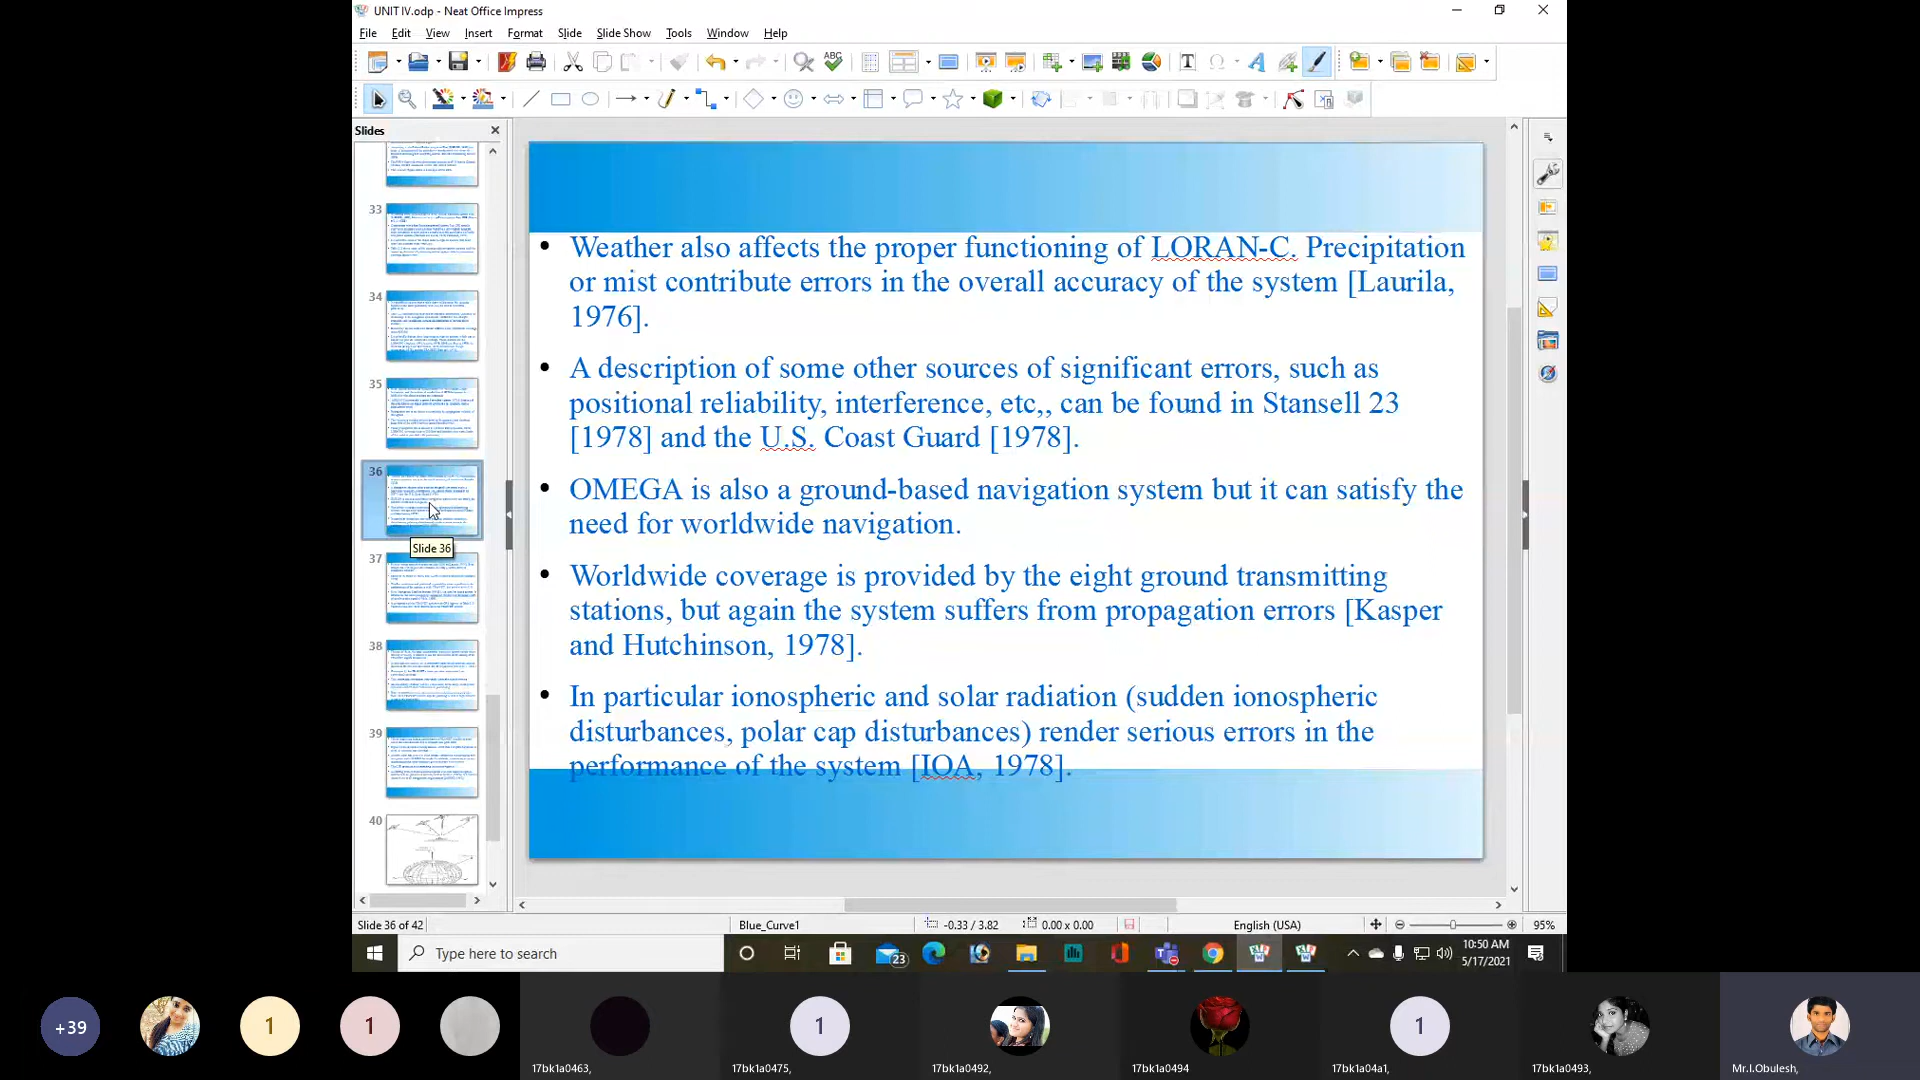 UNIT IV.odp - Neat Office Impress
File Edit View Insert Format Slide Slide Show Tools Window Help
Slides
33
34
35
36
Slide 36
37
38
39
40
Weather also affects the proper functioning of LORAN-C. Precipitation
or mist contribute errors in the overall accuracy of the system [Laurila,
1976].
A description of some other sources of significant errors, such as
positional reliability, interference, etc,, can be found in Stansell 23
[1978] and the U.S. Coast Guard [1978].
OMEGA is also a ground-based navigation system but it can satisfy the
need for worldwide navigation.
Worldwide coverage is provided by the eight ground transmitting
stations, but again the system suffers from propagation errors [Kasper
and Hutchinson, 1978].
In particular ionospheric and solar radiation (sudden ionospheric
disturbances, polar cap disturbances) render serious errors in the
performance of the system [IOA, 1978].
Slide 36 of 42 Blue_Curve1 -0.33 / 3.82 0.00 x 0.00 English (USA) 95%
Type here to search 23 10:50 AM
5/17/2021
+39 1 1 1 1
17bk1a0463, 17bk1a0475, 17bk1a0492, 17bk1a0494 17bk1a04a1, 17bk1a0493, Mr.I.Obulesh,